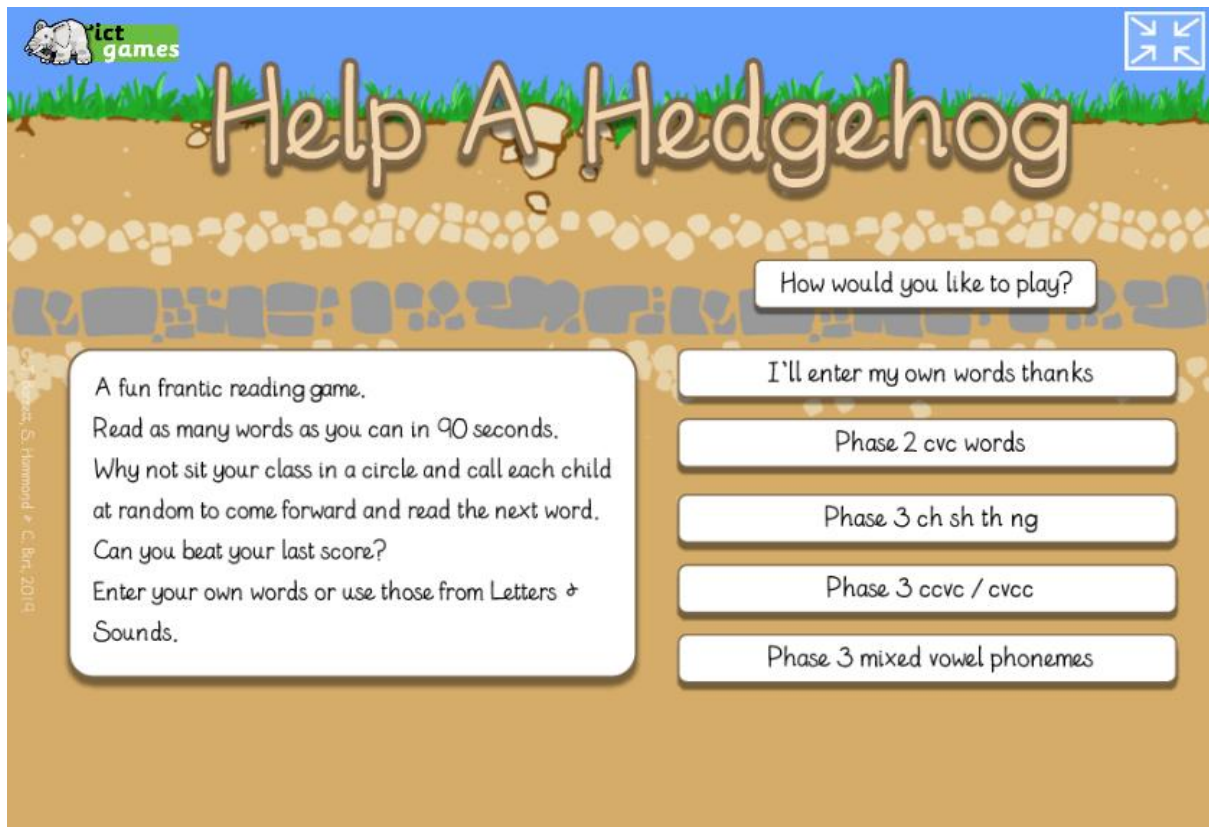 ict
games
Help A Hedgehog
How would you like to play?
A fun frantic reading game.
Read as many words as you can in 90 seconds.
Why not sit your class in a circle and call each child
at random to come forward and read the next word.
Can you beat your last score?
Enter your own words or use those from Letters &
Sounds.
I'll enter my own words thanks
Phase 2 cvc words
Phase 3 ch sh th ng
Phase 3 ccvc / cvcc
Phase 3 mixed vowel phonemes
S. Hammond & C. Birt, 2019